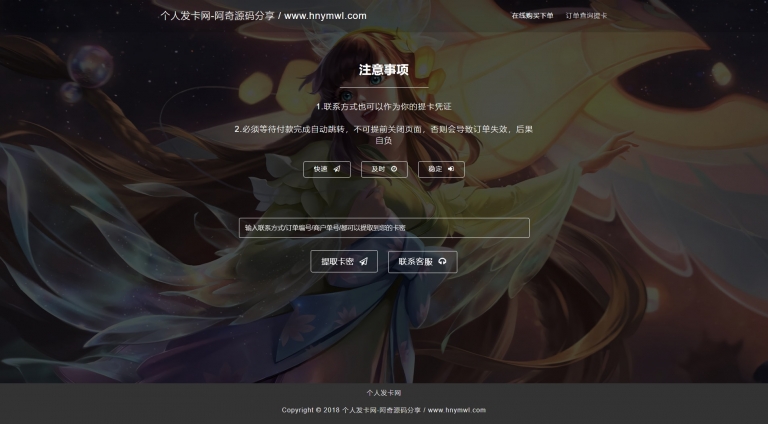 个人发卡网-阿奇源码分享 / www.hnymwl.com
在线购买下单 订单查询提卡
注意事项
1.联系方式也可以作为你的提卡凭证
2.必须等待付款完成自动跳转，不可提前关闭页面，否则会导致订单失效，后果
自负
快速 及时 稳定
输入联系方式/订单编号/商户单号/都可以提取到您的卡密
提取卡密 联系客服
个人发卡网
Copyright © 2018 个人发卡网-阿奇源码分享 / www.hnymwl.com